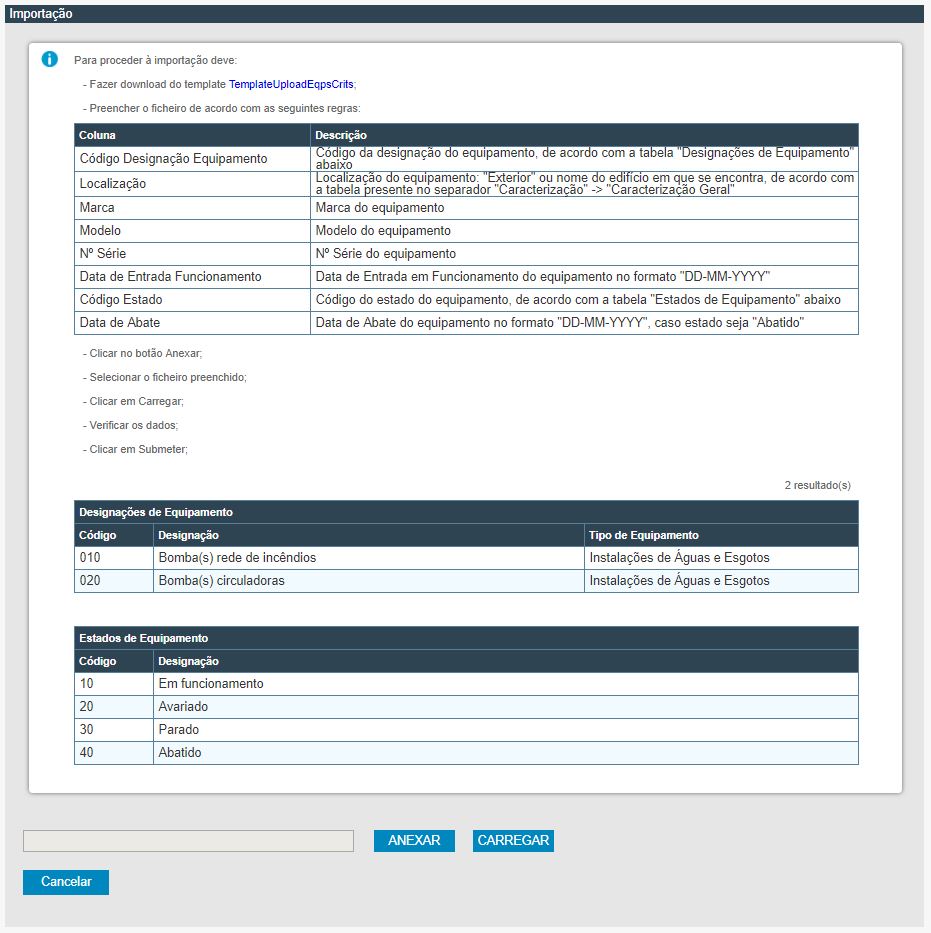 Importação
Para proceder à importação deve:
- Fazer download do template TemplateUploadEqpsCrits;
- Preencher o ficheiro de acordo com as seguintes regras:
Coluna Descrição
Código Designação Equipamento Código da designação do equipamento, de acordo com a tabela "Designações de Equipamento"
abaixo
Localização Localização do equipamento: "Exterior" ou nome do edifício em que se encontra, de acordo com
a tabela presente no separador "Caracterização" -> "Caracterização Geral"
Marca Marca do equipamento
Modelo Modelo do equipamento
Nº Série Nº Série do equipamento
Data de Entrada Funcionamento Data de Entrada em Funcionamento do equipamento no formato "DD-MM-YYYY"
Código Estado Código do estado do equipamento, de acordo com a tabela "Estados de Equipamento" abaixo
Data de Abate Data de Abate do equipamento no formato "DD-MM-YYYY", caso estado seja "Abatido"
- Clicar no botão Anexar;
- Selecionar o ficheiro preenchido;
- Clicar em Carregar;
- Verificar os dados;
- Clicar em Submeter;
2 resultado(s)
Designações de Equipamento
Código Designação Tipo de Equipamento
010 Bomba(s) rede de incêndios Instalações de Águas e Esgotos
020 Bomba(s) circuladoras Instalações de Águas e Esgotos
Estados de Equipamento
Código Designação
10 Em funcionamento
20 Avariado
30 Parado
40 Abatido
ANEXAR CARREGAR
Cancelar